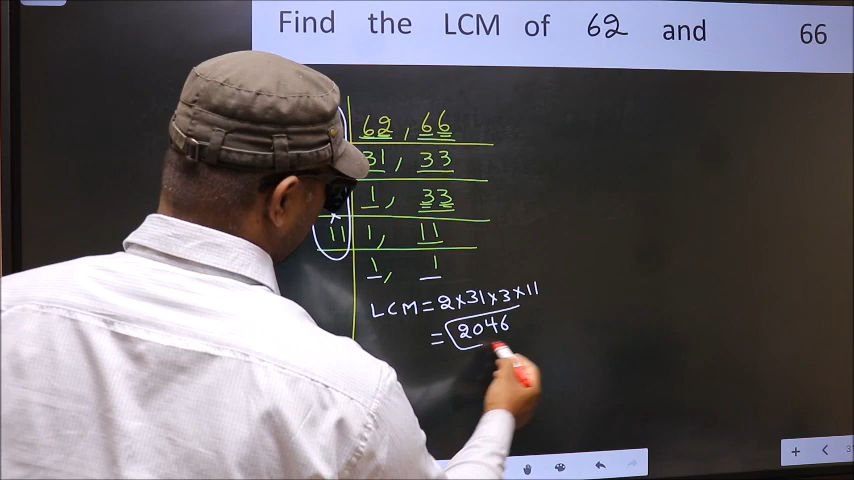 Find the LCM of 62 and 66
62, 66
31, 33
1, 33
11 1, 11
1, 1
LCM = 2×31×3×11
= 2046